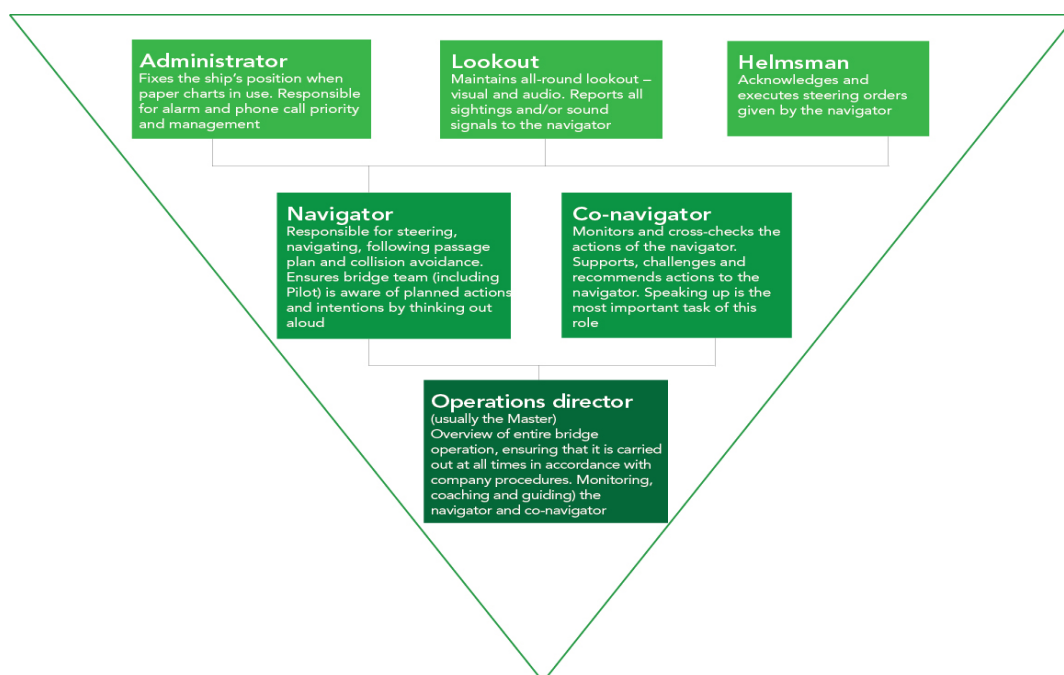 Administrator
Fixes the ship's position when
paper charts in use. Responsible
for alarm and phone call priority
and management
Lookout
Maintains all-round lookout –
visual and audio. Reports all
sightings and/or sound
signals to the navigator
Helmsman
Acknowledges and
executes steering orders
given by the navigator
Navigator
Responsible for steering,
navigating, following passage
plan and collision avoidance.
Ensures bridge team (including
Pilot) is aware of planned actions
and intentions by thinking out
aloud
Co-navigator
Monitors and cross-checks the
actions of the navigator.
Supports, challenges and
recommends actions to the
navigator. Speaking up is the
most important task of this
role
Operations director
(usually the Master)
Overview of entire bridge
operation, ensuring that it is carried
out at all times in accordance with
company procedures. Monitoring,
coaching and guiding) the
navigator and co-navigator